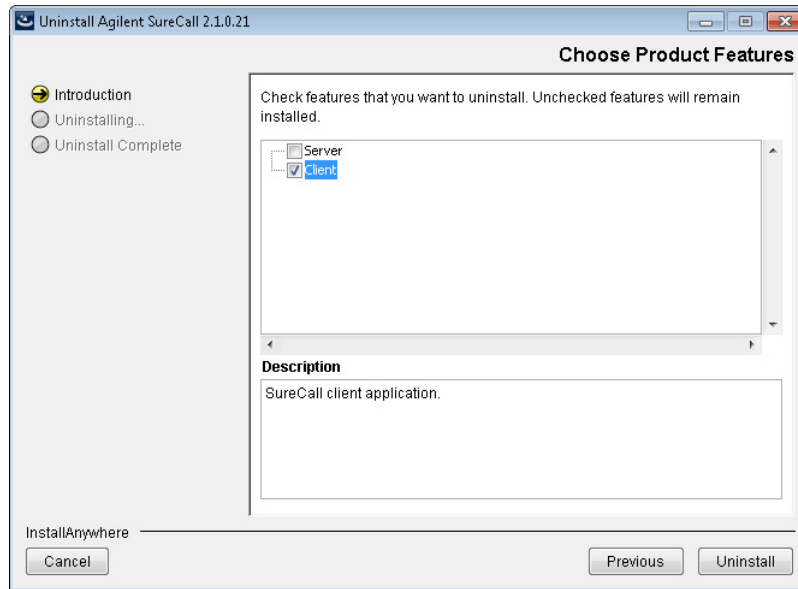 Uninstall Agilent SureCall 2.1.0.21
Choose Product Features
Introduction
Uninstalling...
Uninstall Complete
Check features that you want to uninstall. Unchecked features will remain
installed.
Server
Client
Description
SureCall client application.
InstallAnywhere
Cancel
Previous
Uninstall